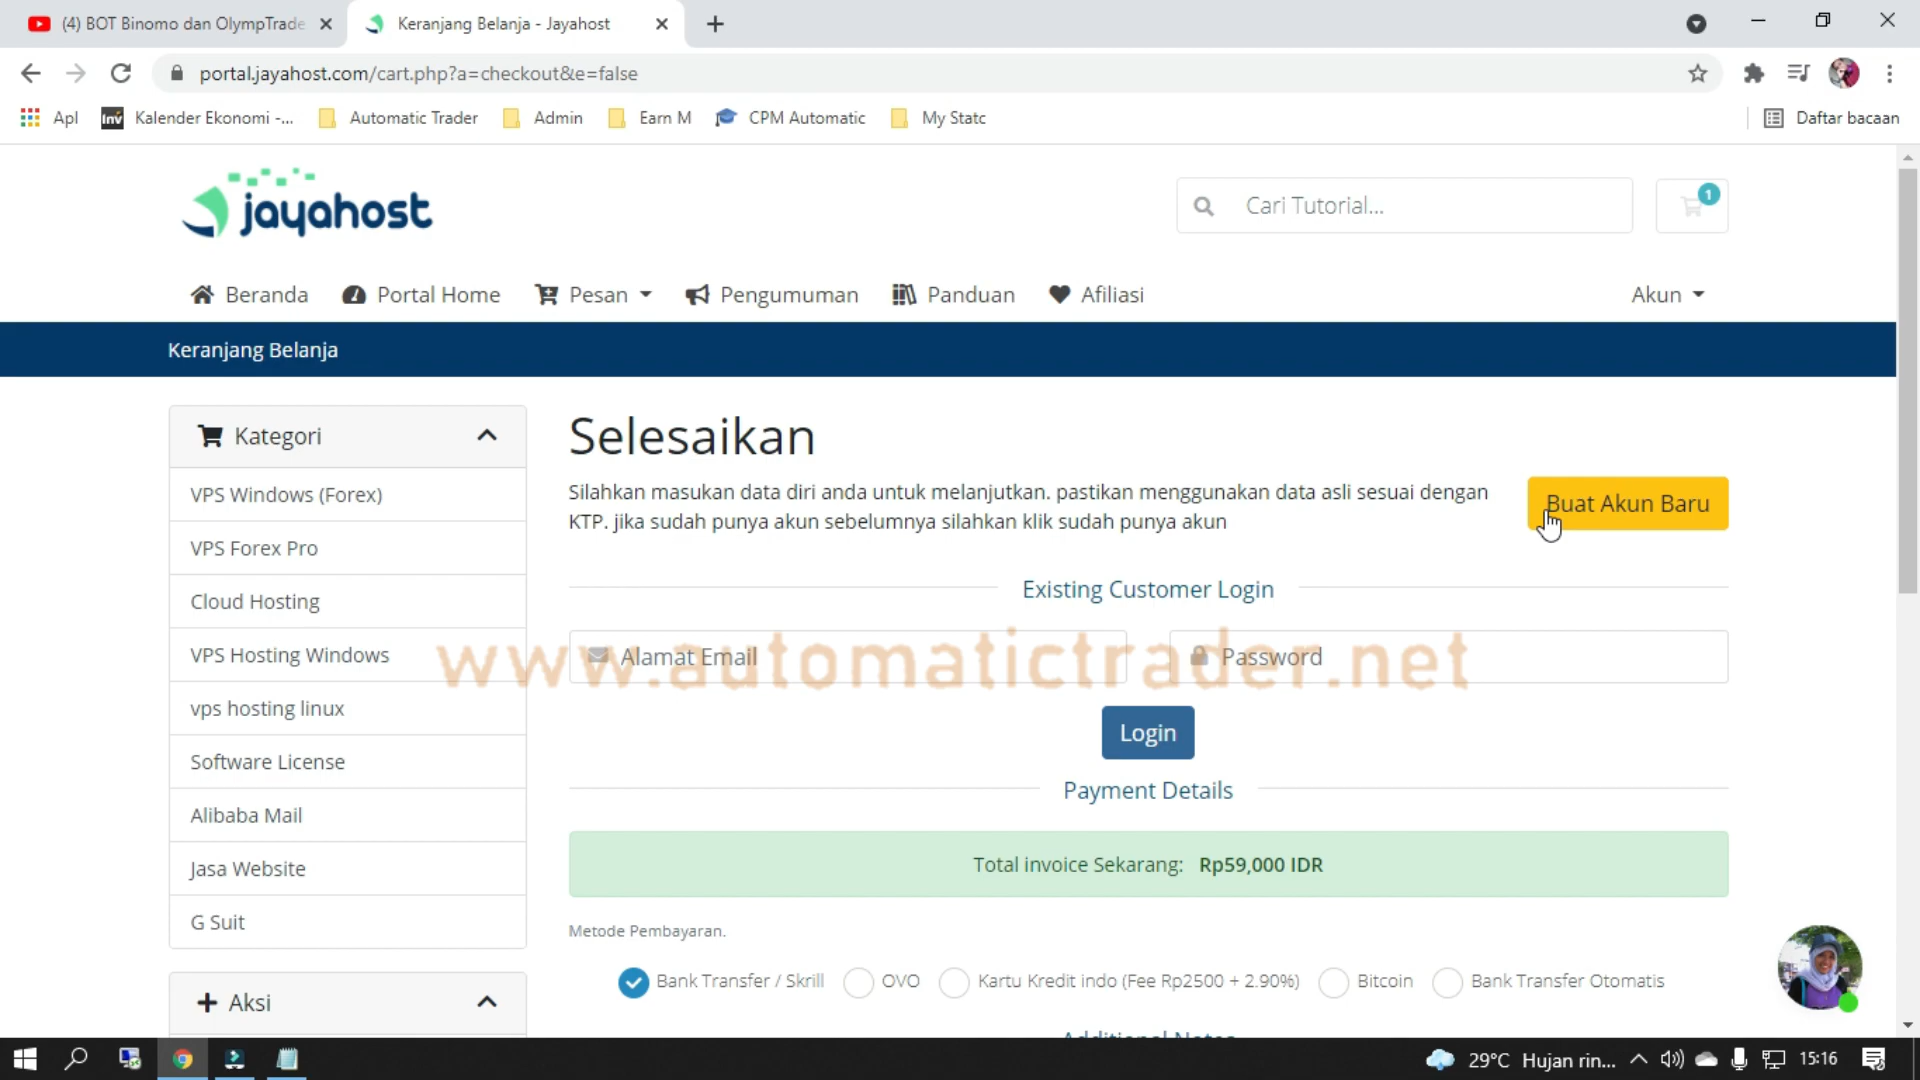 (4) BOT Binomo dan OlympTrade
Keranjang Belanja - Jayahost
portal.jayahost.com/cart.php?a=checkout&e=false
Apl
Inv
Kalender Ekonomi -...
Automatic Trader
Admin
Earn M
CPM Automatic
My Statc
Daftar bacaan
jayahost
Cari Tutorial...
1
Beranda
Portal Home
Pesan
Pengumuman
Panduan
Afiliasi
Akun
Keranjang Belanja
Kategori
VPS Windows (Forex)
VPS Forex Pro
Cloud Hosting
VPS Hosting Windows
vps hosting linux
Software License
Alibaba Mail
Jasa Website
G Suit
Aksi
Selesaikan
Silahkan masukan data diri anda untuk melanjutkan. pastikan menggunakan data asli sesuai dengan
KTP. jika sudah punya akun sebelumnya silahkan klik sudah punya akun
Buat Akun Baru
Existing Customer Login
Alamat Email
Password
www.automatictrader.net
Login
Payment Details
Total invoice Sekarang: Rp59,000 IDR
Metode Pembayaran.
Bank Transfer / Skrill
OVO
Kartu Kredit indo (Fee Rp2500 + 2.90%)
Bitcoin
Bank Transfer Otomatis
Additional Notes
29°C Hujan rin...
15:16